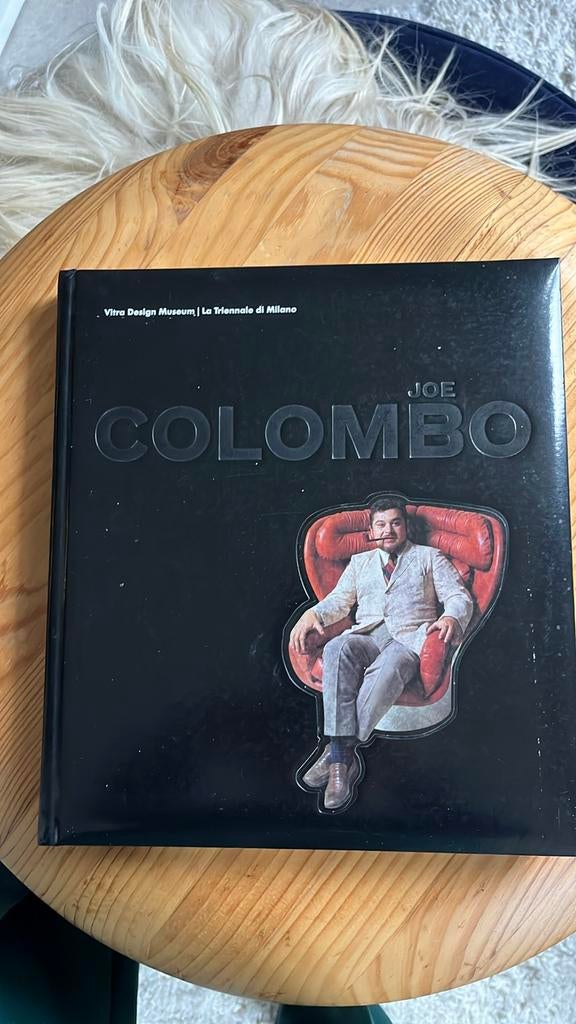 Vitra Design Museum | La Triennale di Milano
JOE
COLOMBO